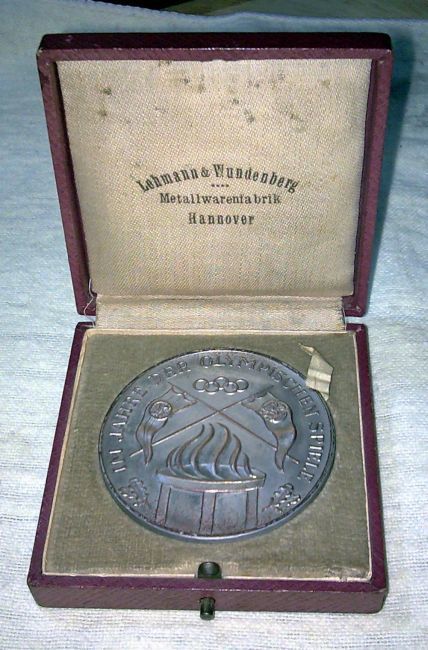 Lehmann & Wundenberg
Metallwarenfabrik
Hannover
IM JAHRE DER OLYMPISCHEN SPIELE